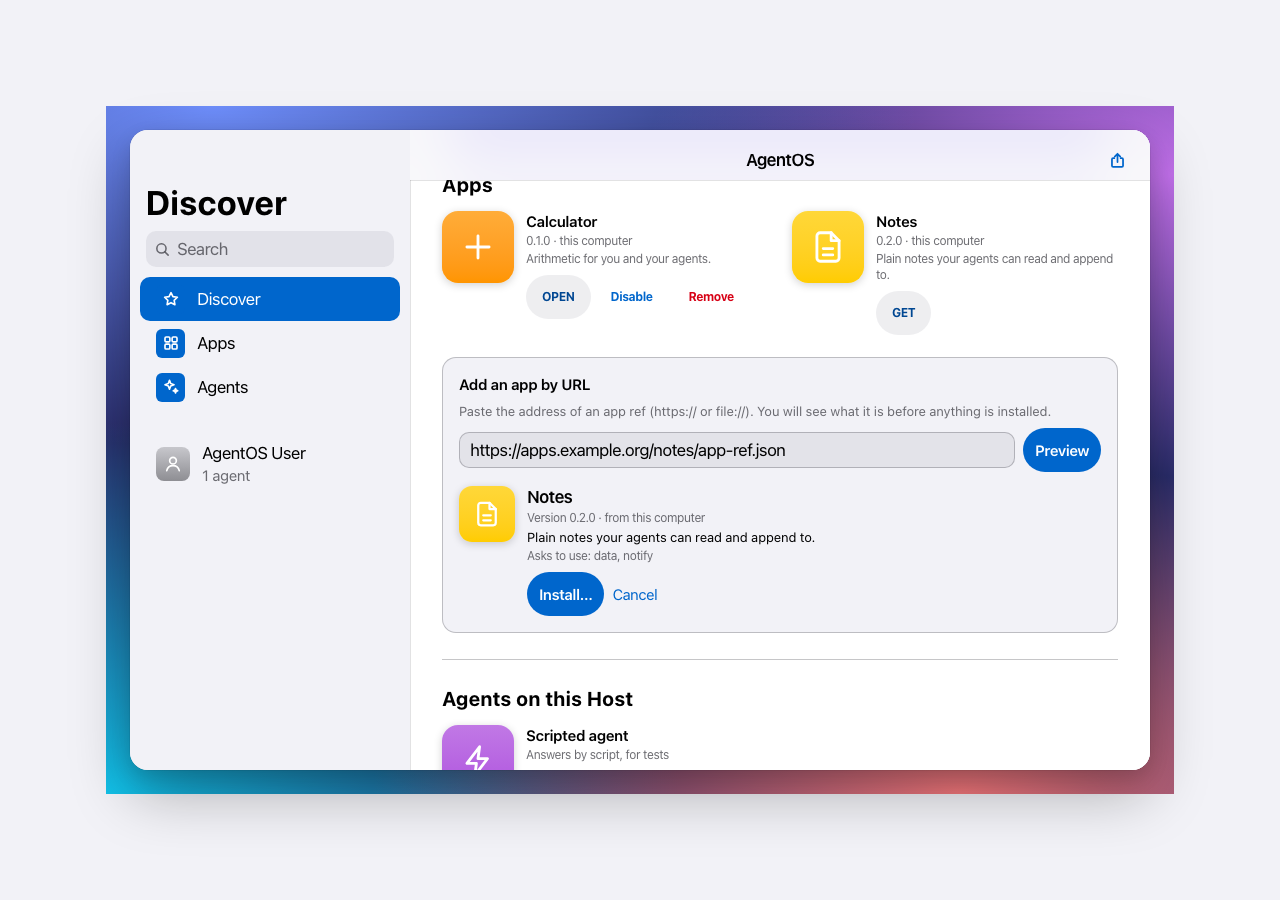 AgentOS
Discover
Search
Discover
Apps
Agents
AgentOS User
1 agent
Apps
Calculator
0.1.0 · this computer
Arithmetic for you and your agents.
OPEN
Disable
Remove
Notes
0.2.0 · this computer
Plain notes your agents can read and append
to.
GET
Add an app by URL
Paste the address of an app ref (https:// or file://). You will see what it is before anything is installed.
https://apps.example.org/notes/app-ref.json
Preview
Notes
Version 0.2.0 · from this computer
Plain notes your agents can read and append to.
Asks to use: data, notify
Install...
Cancel
Agents on this Host
Scripted agent
Answers by script, for tests